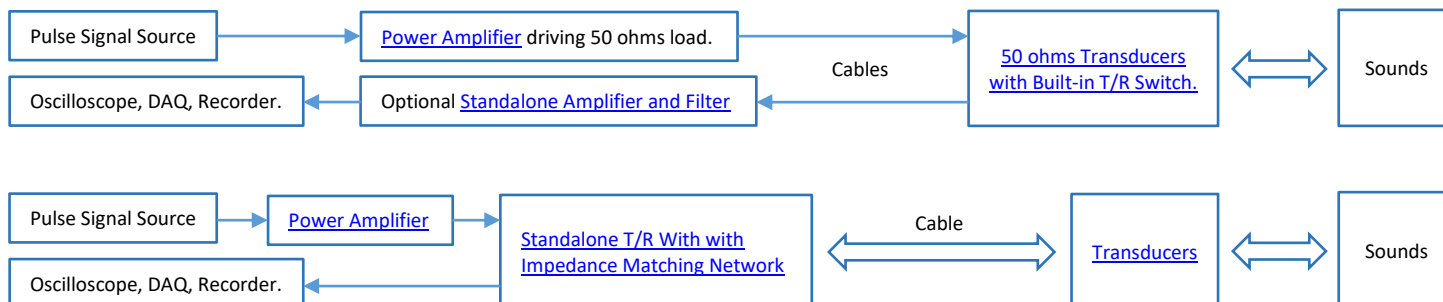 Pulse Signal Source
Power Amplifier driving 50 ohms load.
Cables
50 ohms Transducers
with Built-in T/R Switch.
Sounds
Oscilloscope, DAQ, Recorder.
Optional Standalone Amplifier and Filter
Pulse Signal Source
Power Amplifier
Standalone T/R With with
Impedance Matching Network
Cable
Transducers
Sounds
Oscilloscope, DAQ, Recorder.